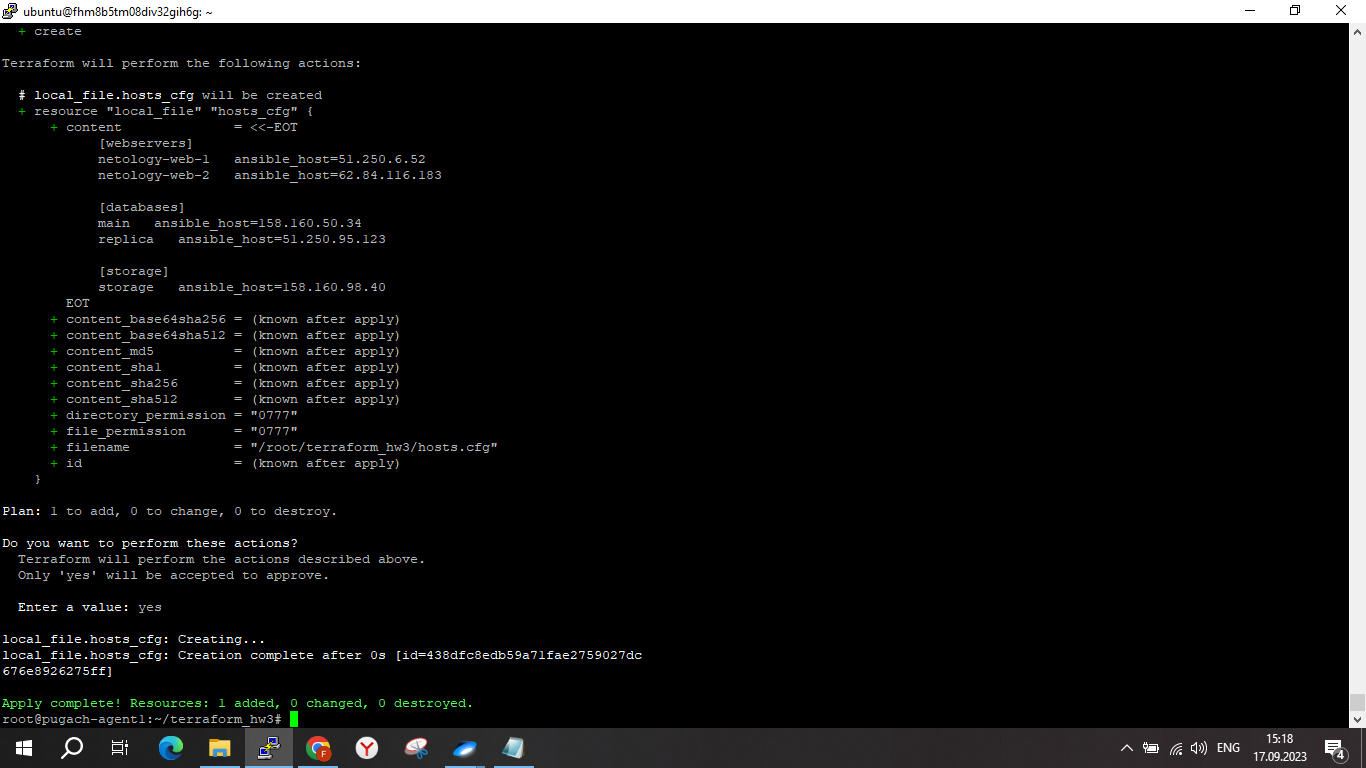 ubuntu@fhm8b5tm08div32gih6g: ~
+ create
Terraform will perform the following actions:
# local_file.hosts_cfg will be created
+ resource "local_file" "hosts_cfg" {
+ content = <<-EOT
[webservers]
netology-web-1 ansible_host=51.250.6.52
netology-web-2 ansible_host=62.84.116.183
[databases]
main ansible_host=158.160.50.34
replica ansible_host=51.250.95.123
[storage]
storage ansible_host=158.160.98.40
EOT
+ content_base64sha256 = (known after apply)
+ content_base64sha512 = (known after apply)
+ content_md5 = (known after apply)
+ content_sha1 = (known after apply)
+ content_sha256 = (known after apply)
+ content_sha512 = (known after apply)
+ directory_permission = "0777"
+ file_permission = "0777"
+ filename = "/root/terraform_hw3/hosts.cfg"
+ id = (known after apply)
}
Plan: 1 to add, 0 to change, 0 to destroy.
Do you want to perform these actions?
Terraform will perform the actions described above.
Only 'yes' will be accepted to approve.
Enter a value: yes
local_file.hosts_cfg: Creating...
local_file.hosts_cfg: Creation complete after 0s [id=438dfc8edb59a71fae2759027dc
676e8926275ff]
Apply complete! Resources: 1 added, 0 changed, 0 destroyed.
root@pugach-agent1:~/terraform_hw3#
ENG
15:18
17.09.2023
4